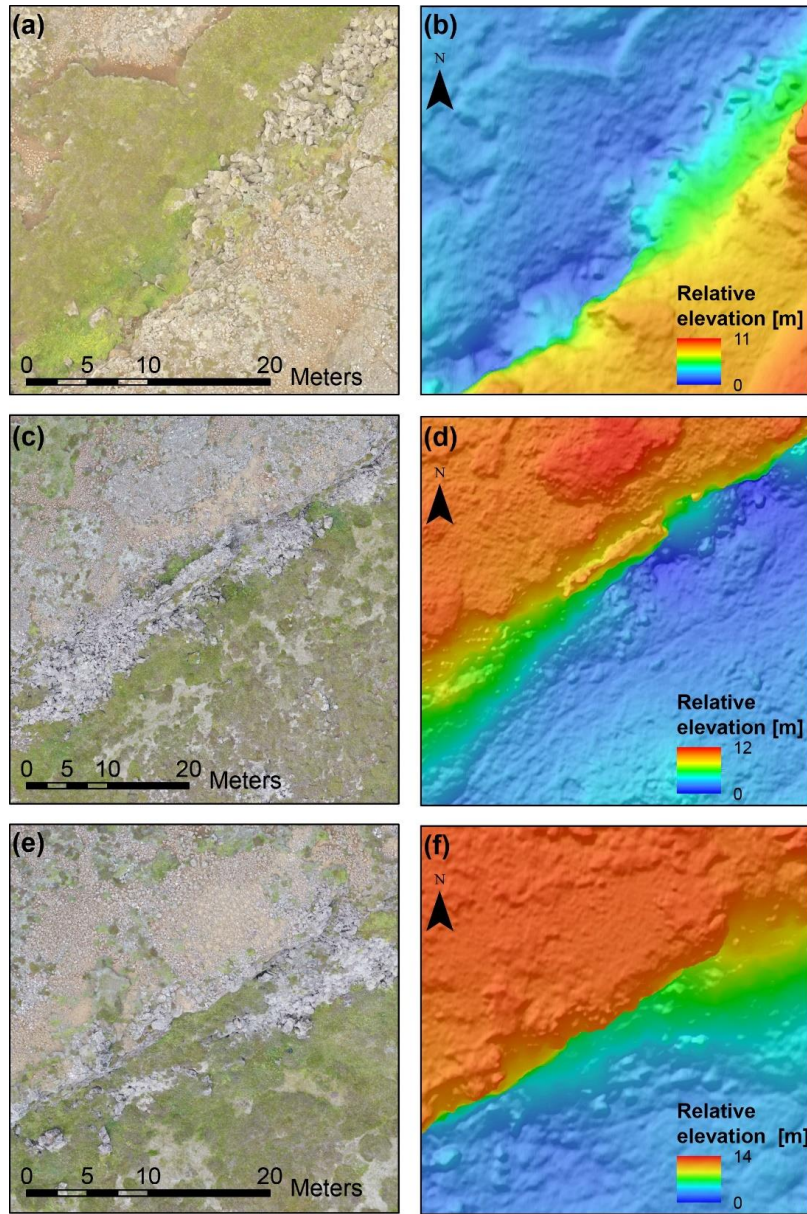 (a)
0 5 10 20
Meters
(b)
N
Relative
elevation [m]
11
0
(c)
0 5 10 20
Meters
(d)
N
Relative
elevation [m]
12
0
(e)
0 5 10 20
Meters
(f)
N
Relative
elevation [m]
14
0